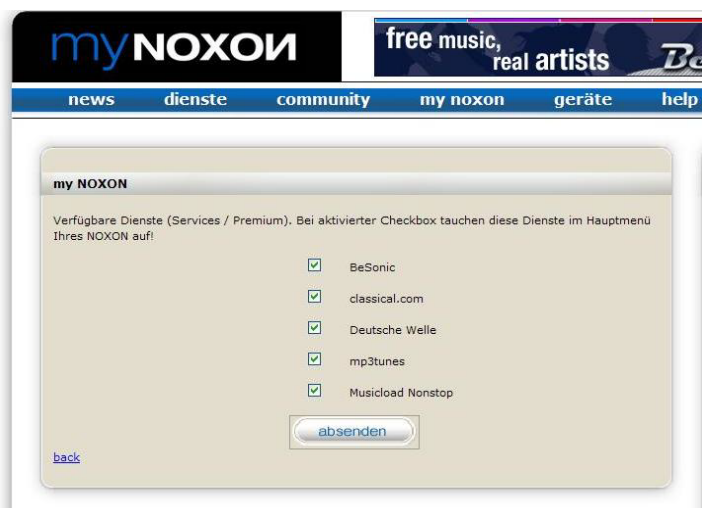 my NOXON
free music,
real artists
news dienste community my noxon geräte help
my NOXON
Verfügbare Dienste (Services / Premium). Bei aktivierter Checkbox tauchen diese Dienste im Hauptmenü
Ihres NOXON auf!
BeSonic
classical.com
Deutsche Welle
mp3tunes
Musicload Nonstop
absenden
back